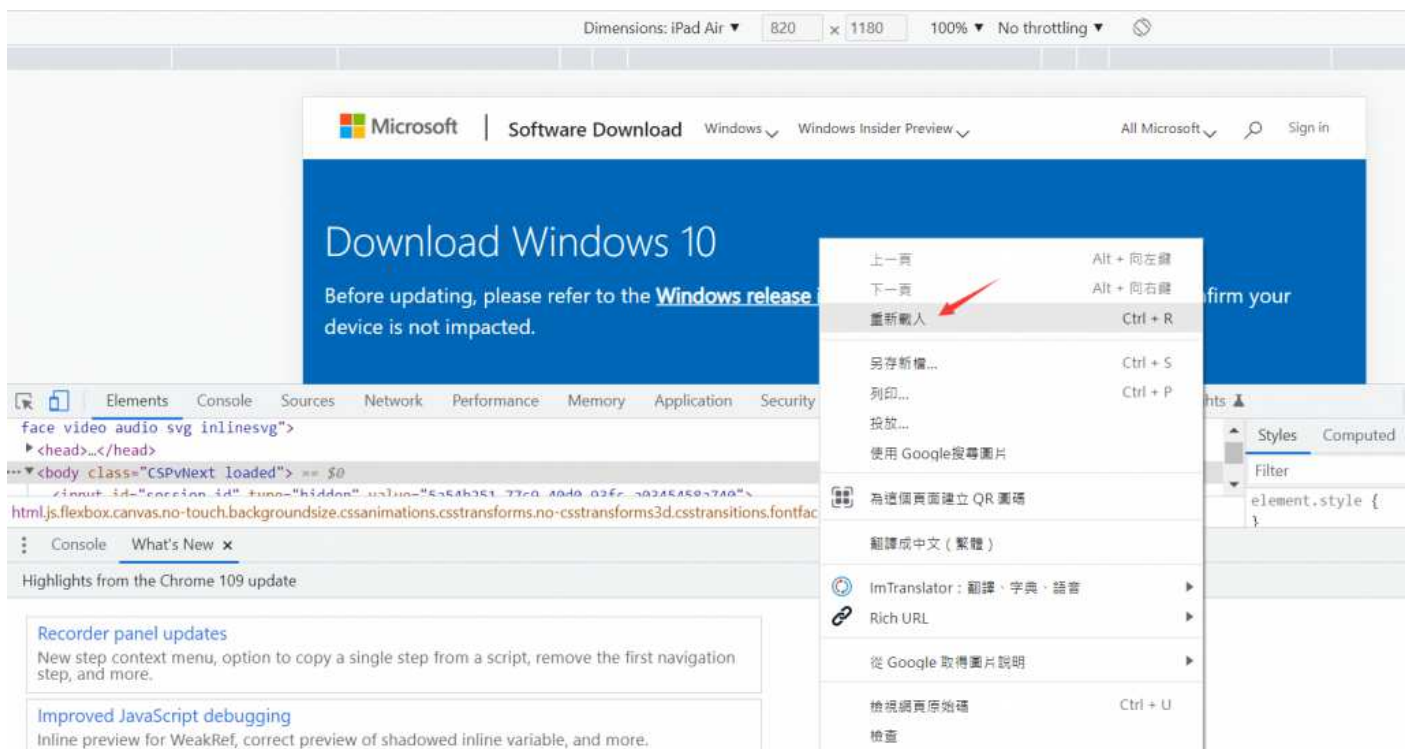 Dimensions: iPad Air ▼ 820 x 1180 100% ▼ No throttling ▼
Microsoft | Software Download Windows Windows Insider Preview All Microsoft Sign in
Download Windows 10
Before updating, please refer to the Windows release i
firm your
device is not impacted.
上一頁 Alt + 向左鍵
下一頁 Alt + 向右鍵
重新載入 Ctrl + R
另存新檔... Ctrl + S
列印... Ctrl + P
投放...
使用 Google搜尋圖片
為這個頁面建立 QR 圖碼
翻譯成中文 ( 繁體 )
ImTranslator：翻譯、字典、語音
Rich URL
從 Google 取得圖片說明
檢視網頁原始碼 Ctrl + U
檢查
Elements Console Sources Network Performance Memory Application Security
hts
face video audio svg inlinesvg">
<head>…</head>
<body class="CSPvNext loaded"> == $0
html.js.flexbox.canvas.no-touch.backgroundsize.cssanimations.csstransforms.no-csstransforms3d.csstransitions.fontfac
Styles Computed
Filter
element.style {
}
Console What's New x
Highlights from the Chrome 109 update
Recorder panel updates
New step context menu, option to copy a single step from a script, remove the first navigation
step, and more.
Improved JavaScript debugging
Inline preview for WeakRef, correct preview of shadowed inline variable, and more.